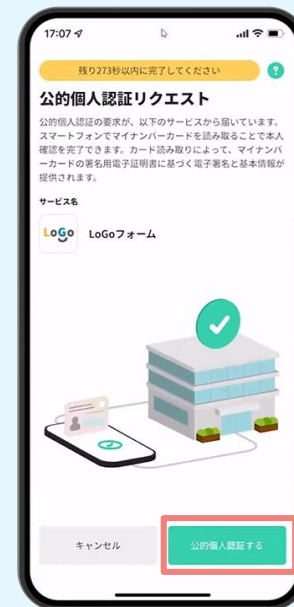 17:07
残り273秒以内に完了してください
?
公的個人認証リクエスト
公的個人認証の要求が、以下のサービスから届いています。
スマートフォンでマイナンバーカードを読み取ることで本人
確認を完了できます。カード読み取りによって、マイナンバ
ーカードの署名用電子証明書に基づく電子署名と基本情報が
提供されます。
サービス名
LoGo
LoGoフォーム
キャンセル
公的個人認証する